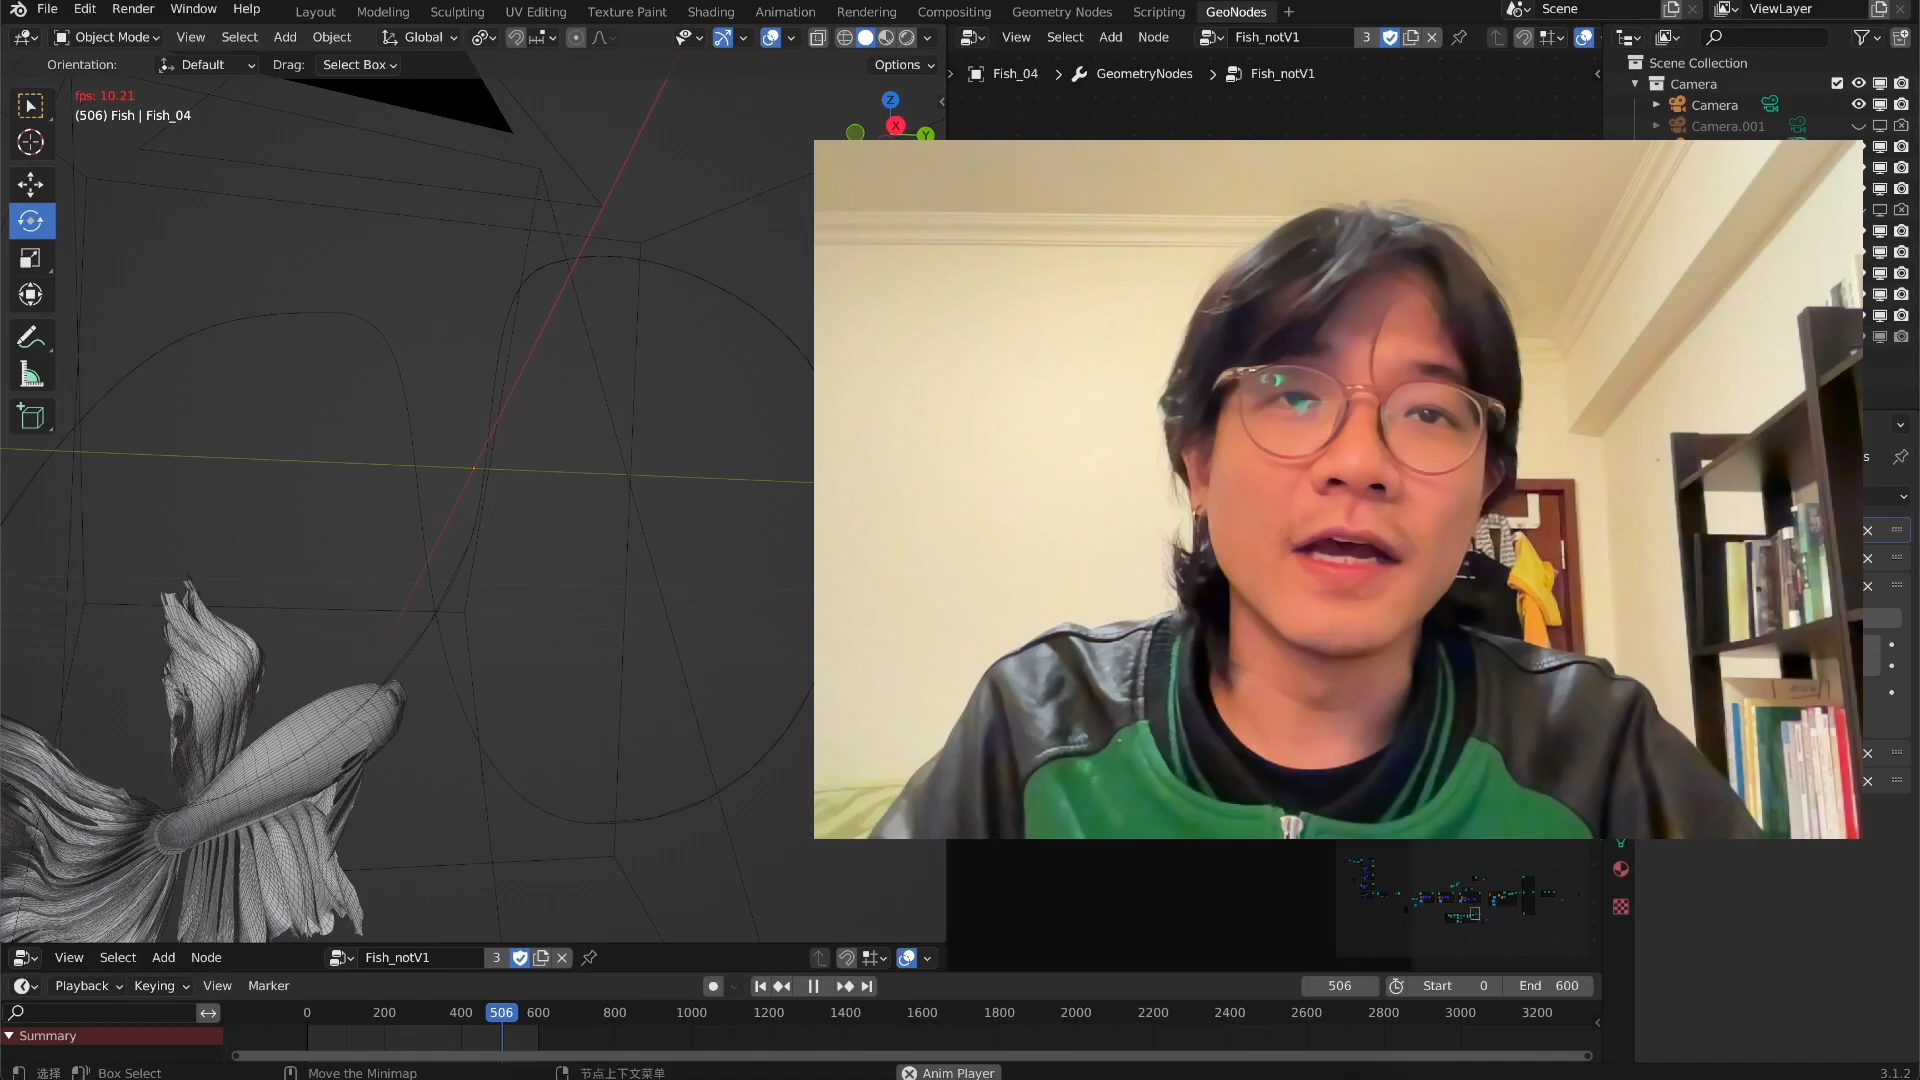 File Edit Render Window Help Layout Modeling Sculpting UV Editing Texture Paint Shading Animation Rendering Compositing Geometry Nodes Scripting GeoNodes + Scene ViewLayer
Object Mode View Select Add Object Global View Select Add Node Fish_notV1 3
Orientation: Default Drag: Select Box Options Fish_04 > GeometryNodes > Fish_notV1 Scene Collection
Camera
fps: 10.21
(506) Fish | Fish_04
Z
X
Y
Camera
Camera.001
s
View Select Add Node Fish_notV1 3
Playback Keying View Marker 506 Start 0 End 600
0 200 400 506 600 800 1000 1200 1400 1600 1800 2000 2200 2400 2600 2800 3000 3200
Summary
选择 Box Select Move the Minimap 节点上下文菜单 Anim Player 3.1.2